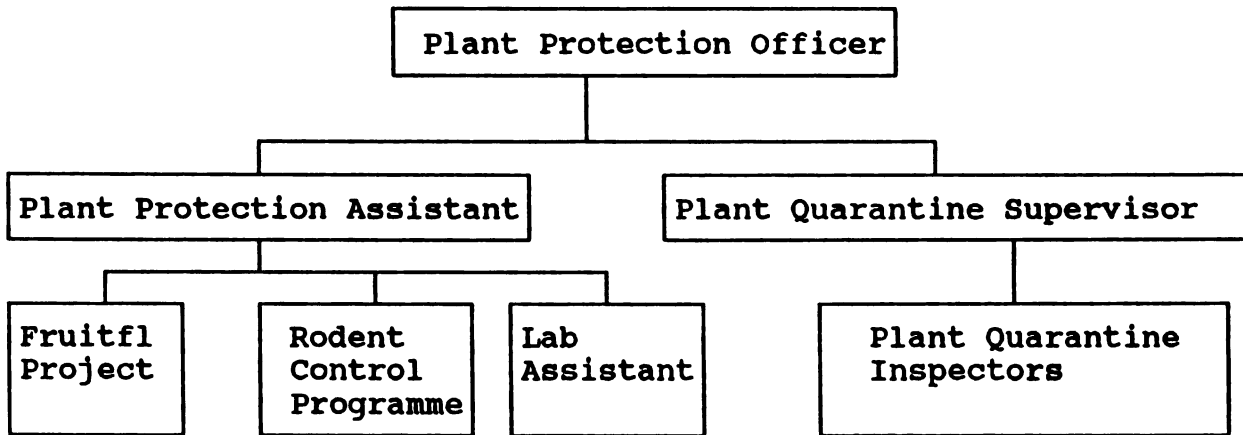 Plant Protection Officer
Plant Protection Assistant
Plant Quarantine Supervisor
Fruitfl
Project
Rodent
Control
Programme
Lab
Assistant
Plant Quarantine
Inspectors